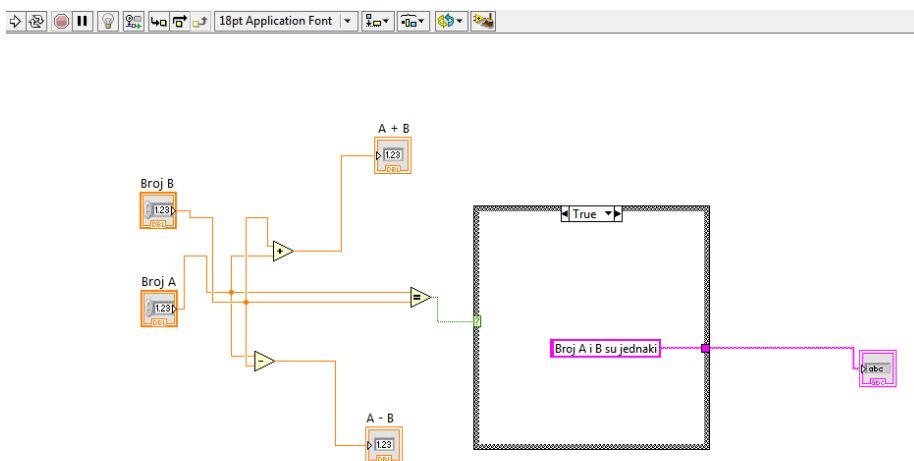 18pt Application Font
A + B
1.23
DBL
Broj B
1.23
DBL
True
+
Broj A
1.23
DBL
=
?
Broj A i B su jednaki
abc
abc
-
A - B
1.23
DBL